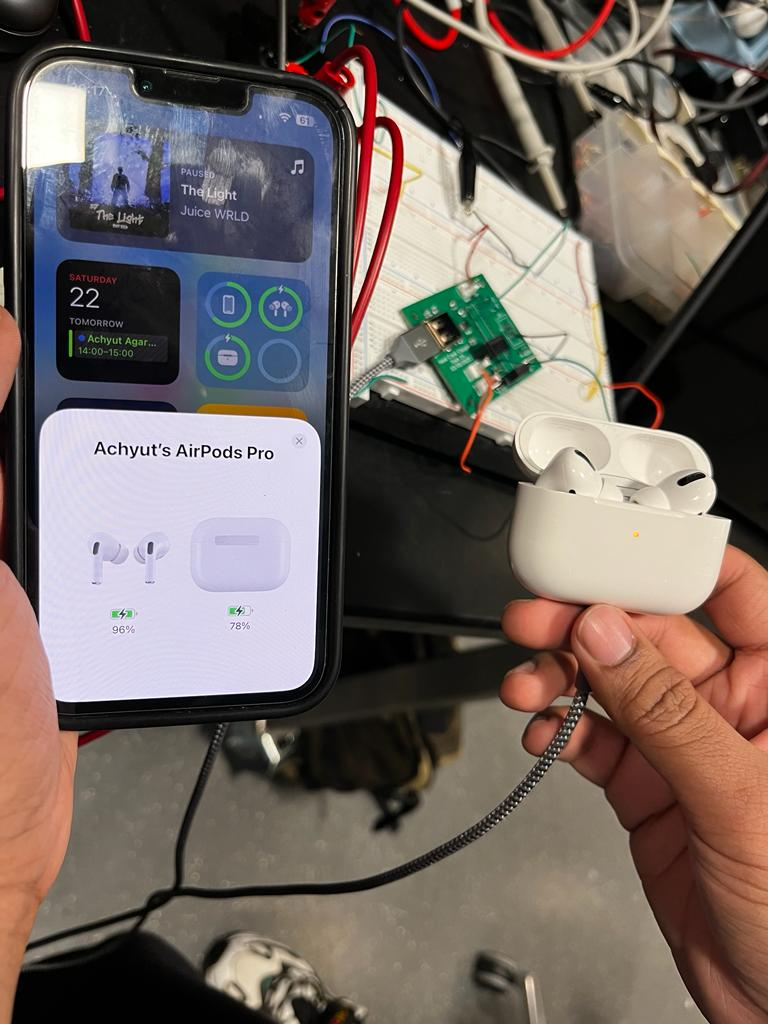 61
PAUSED
The Light
Juice WRLD
The Light
SATURDAY
22
TOMORROW
Achyut Agar...
14:00–15:00
Achyut’s AirPods Pro
96%
78%